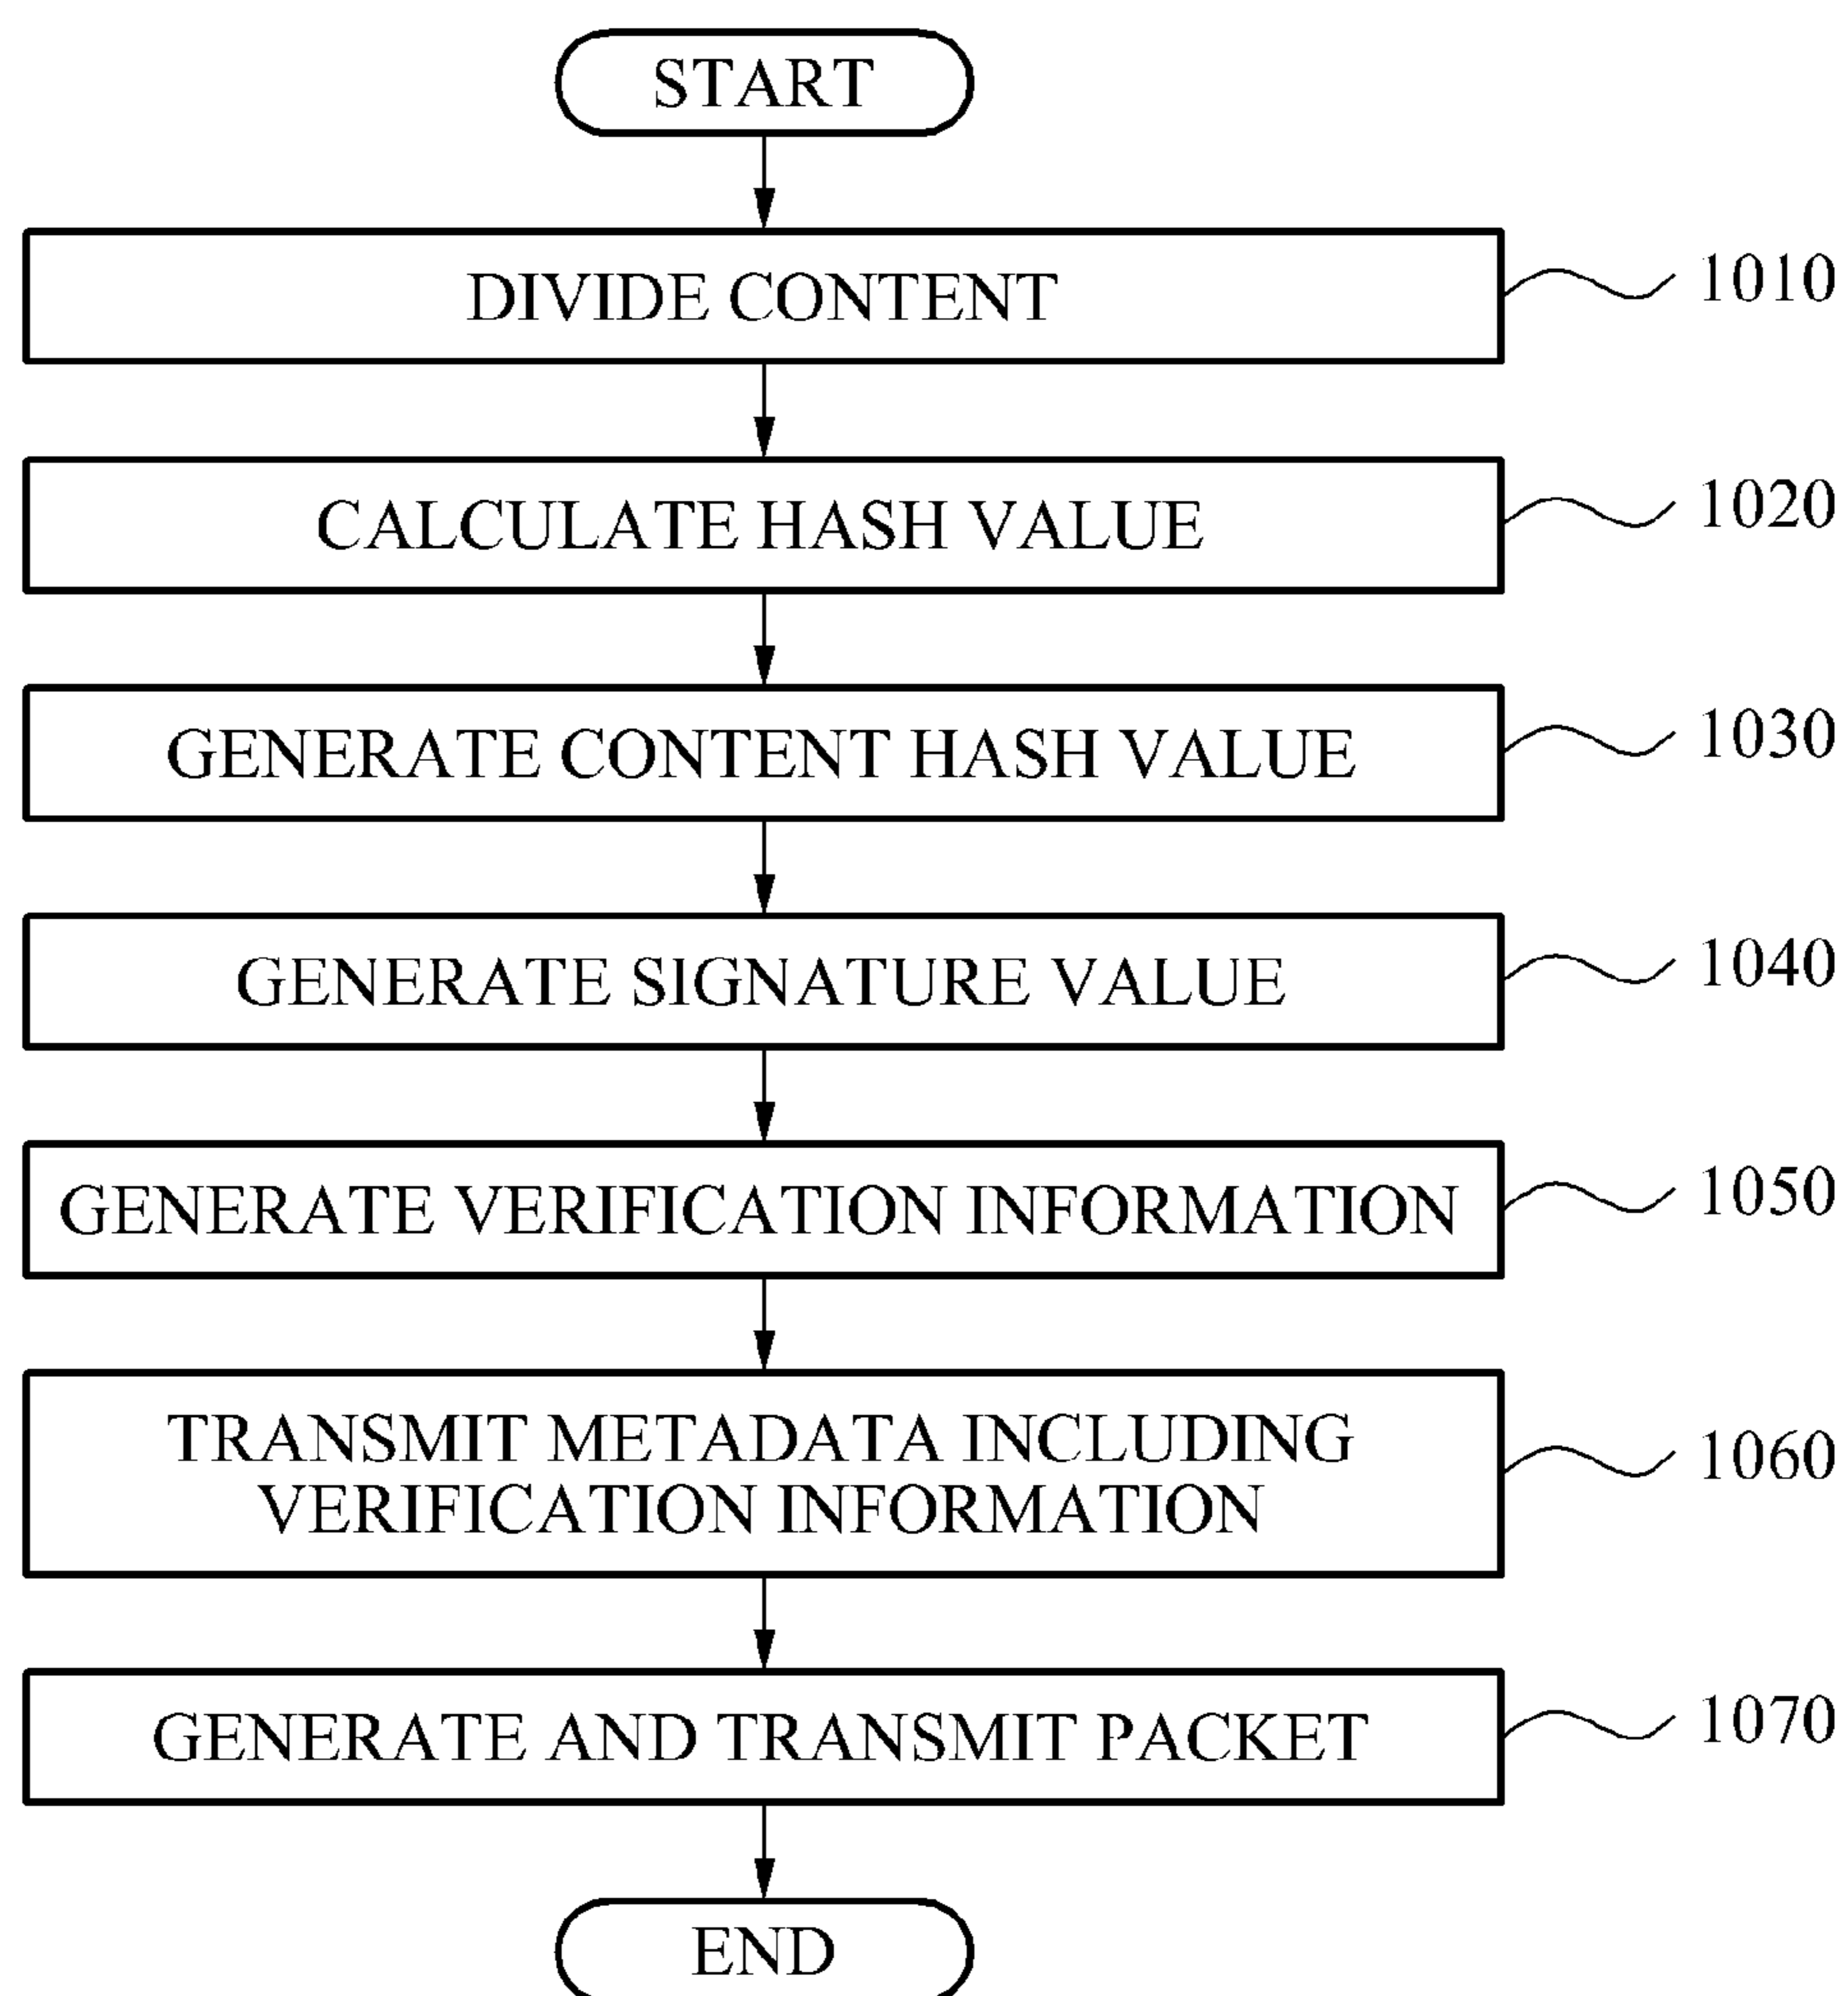 START
DIVIDE CONTENT
1010
CALCULATE HASH VALUE
1020
GENERATE CONTENT HASH VALUE
1030
GENERATE SIGNATURE VALUE
1040
GENERATE VERIFICATION INFORMATION
1050
TRANSMIT METADATA INCLUDING
VERIFICATION INFORMATION
1060
GENERATE AND TRANSMIT PACKET
1070
END